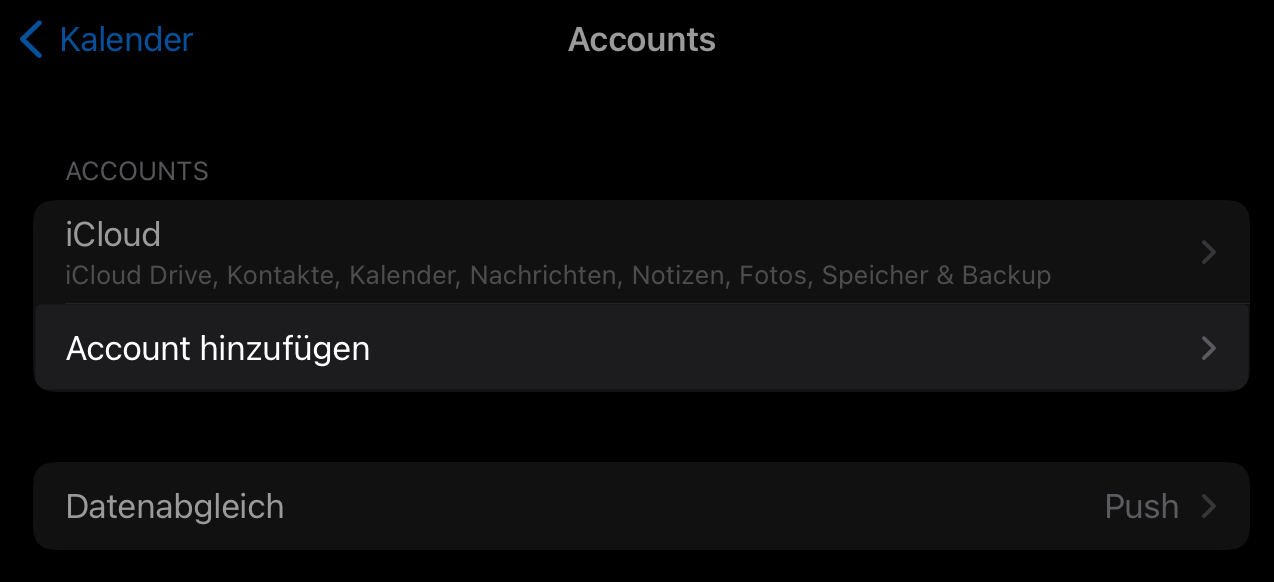 Kalender
Accounts
ACCOUNTS
iCloud
iCloud Drive, Kontakte, Kalender, Nachrichten, Notizen, Fotos, Speicher & Backup
Account hinzufügen
Datenabgleich
Push